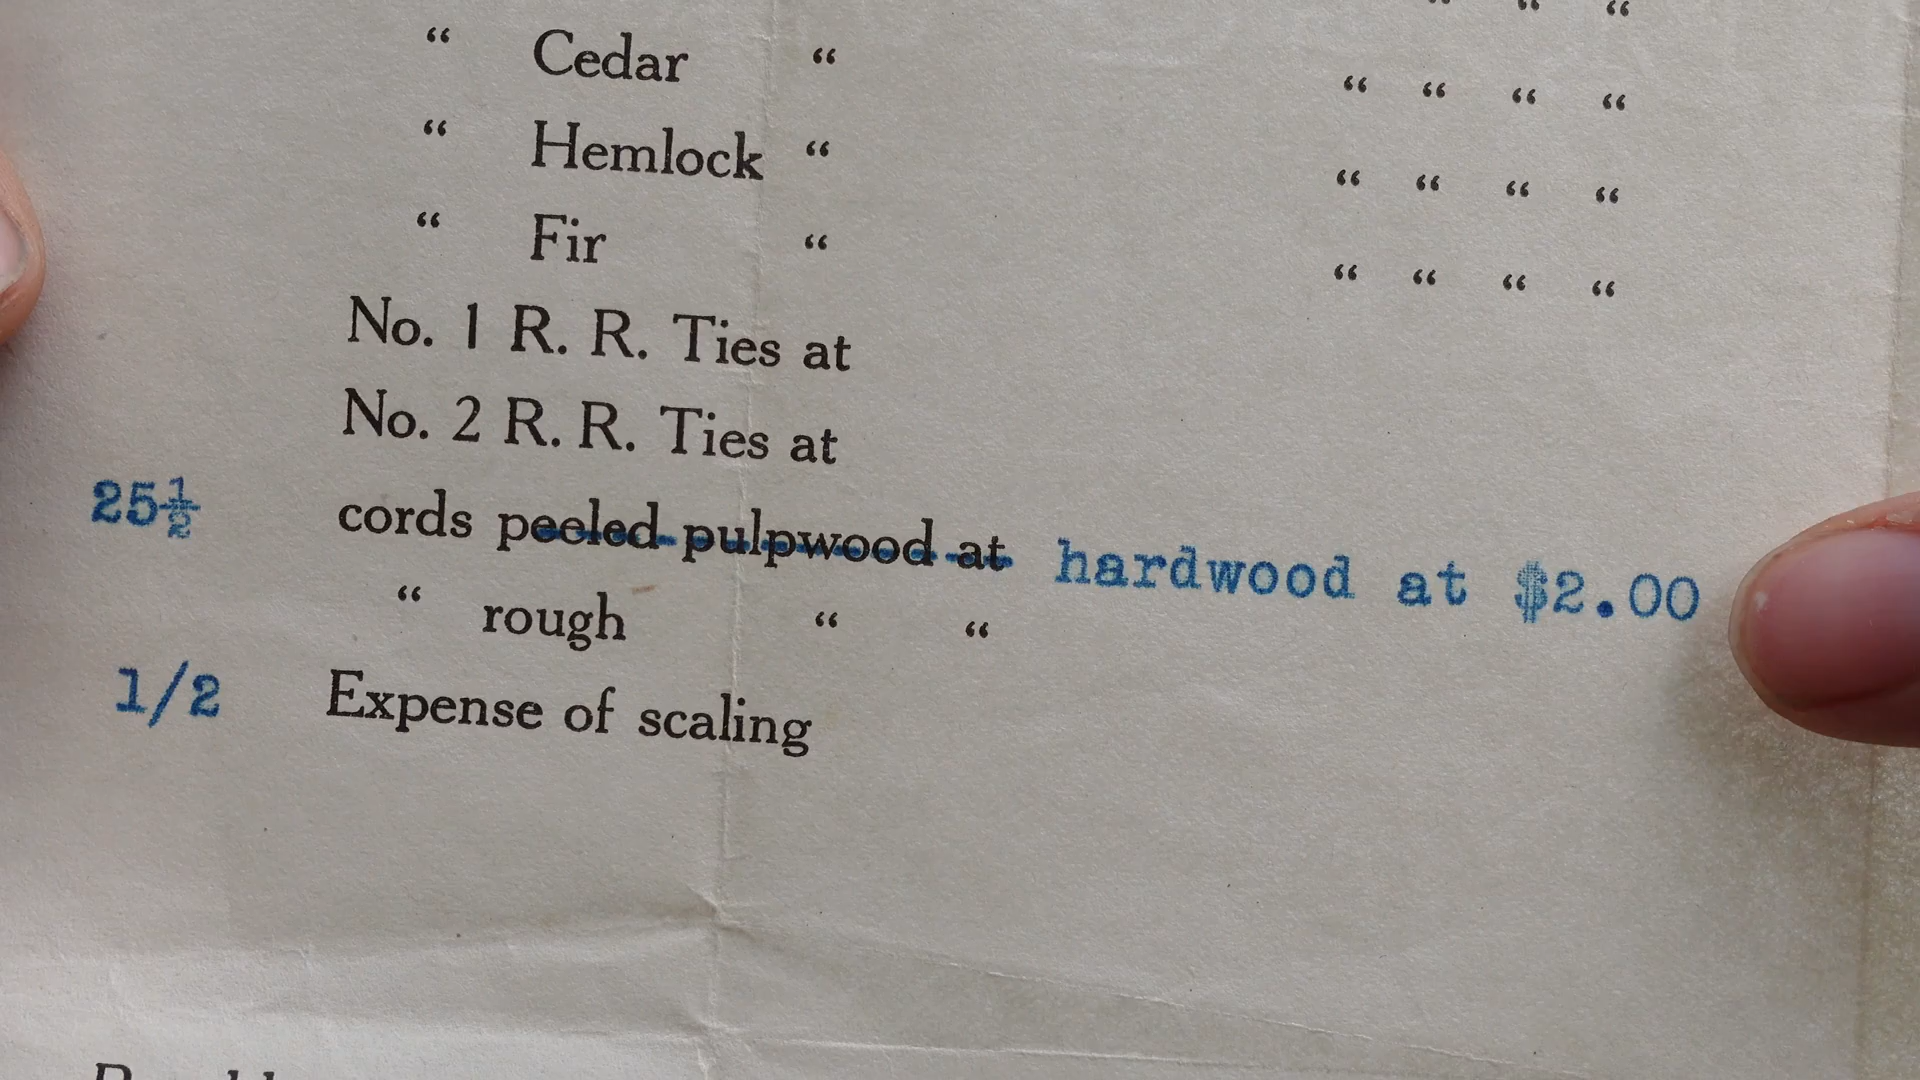 “ “ “
“ Cedar “ “ “ “ “
“ Hemlock “ “ “ “ “
“ Fir “ “ “ “ “
No. 1 R. R. Ties at
No. 2 R. R. Ties at
25½ cords peeled pulpwood at hardwood at $2.00
“ rough “ “
1/2 Expense of scaling